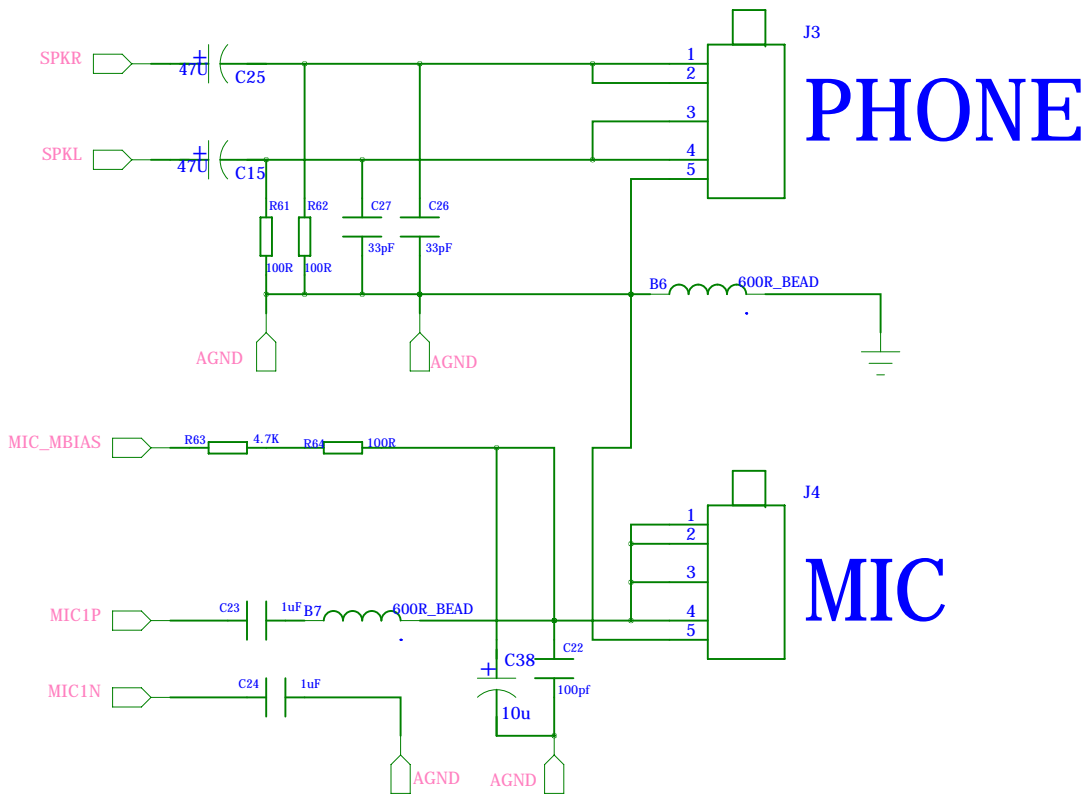 J3
SPKR
+
47U
C25
1
2
PHONE
3
SPKL
+
47U
C15
4
5
R61
R62
C27
C26
33pF
33pF
100R
100R
B6
600R_BEAD
.
AGND
AGND
MIC_MBIAS
R63
4.7K
R64
100R
J4
1
2
3
MIC
MIC1P
C23
1uF
B7
600R_BEAD
.
4
5
C22
+
C38
100pf
MIC1N
C24
1uF
10u
AGND
AGND